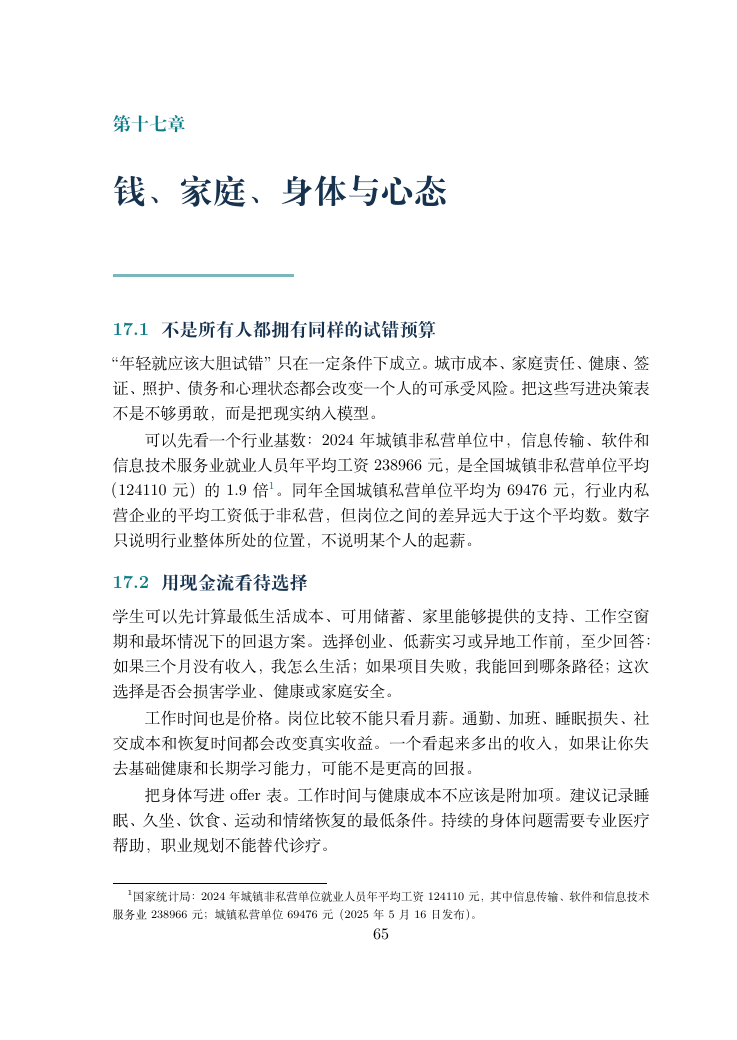 第十七章
钱、家庭、身体与心态
17.1 不是所有人都拥有同样的试错预算
“年轻就应该大胆试错” 只在一定条件下成立。城市成本、家庭责任、健康、签
证、照护、债务和心理状态都会改变一个人的可承受风险。把这些写进决策表
不是不够勇敢，而是把现实纳入模型。
可以先看一个行业基数：2024 年城镇非私营单位中，信息传输、软件和
信息技术服务业就业人员年平均工资 238966 元，是全国城镇非私营单位平均
（124110 元）的 1.9 倍1。同年全国城镇私营单位平均为 69476 元，行业内私
营企业的平均工资低于非私营，但岗位之间的差异远大于这个平均数。数字
只说明行业整体所处的位置，不说明某个人的起薪。
17.2 用现金流看待选择
学生可以先计算最低生活成本、可用储蓄、家里能够提供的支持、工作空窗
期和最坏情况下的回退方案。选择创业、低薪实习或异地工作前，至少回答：
如果三个月没有收入，我怎么生活；如果项目失败，我能回到哪条路径；这次
选择是否会损害学业、健康或家庭安全。
工作时间也是价格。岗位比较不能只看月薪。通勤、加班、睡眠损失、社
交成本和恢复时间都会改变真实收益。一个看起来多出的收入，如果让你失
去基础健康和长期学习能力，可能不是更高的回报。
把身体写进 offer 表。工作时间与健康成本不应该是附加项。建议记录睡
眠、久坐、饮食、运动和情绪恢复的最低条件。持续的身体问题需要专业医疗
帮助，职业规划不能替代诊疗。
1国家统计局：2024 年城镇非私营单位就业人员年平均工资 124110 元，其中信息传输、软件和信息技术
服务业 238966 元；城镇私营单位 69476 元（2025 年 5 月 16 日发布）。
65